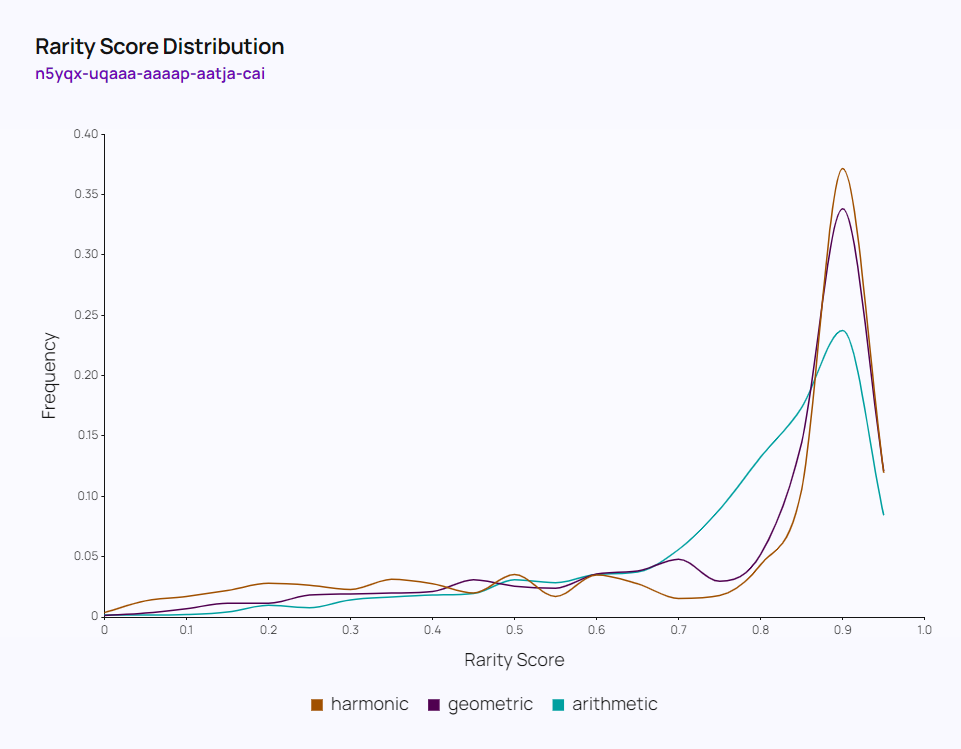 Rarity Score Distribution
n5yqx-uqaaa-aaaap-aatja-cai
0.40
0.35
0.30
0.25
0.20
0.15
0.10
0.05
0
Frequency
0 0.1 0.2 0.3 0.4 0.5 0.6 0.7 0.8 0.9 1.0
Rarity Score
harmonic geometric arithmetic